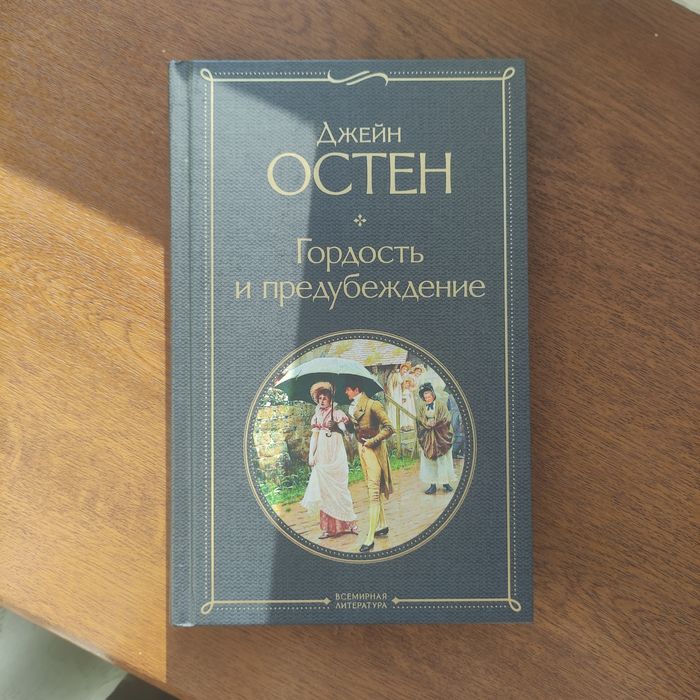 Джейн
ОСТЕН
Гордость
и предубеждение
ВСЕМИРНАЯ
ЛИТЕРАТУРА